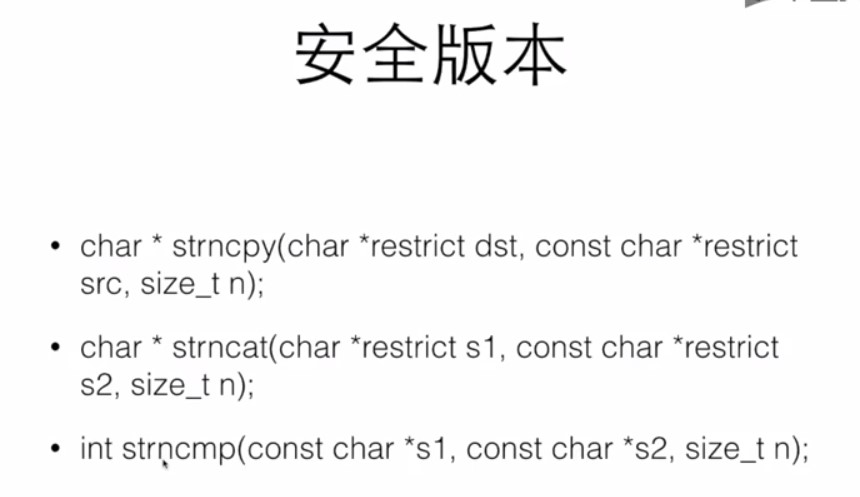 安全版本
• char * strncpy(char *restrict dst, const char *restrict
src, size_t n);
• char * strncat(char *restrict s1, const char *restrict
s2, size_t n);
• int strncmp(const char *s1, const char *s2, size_t n);